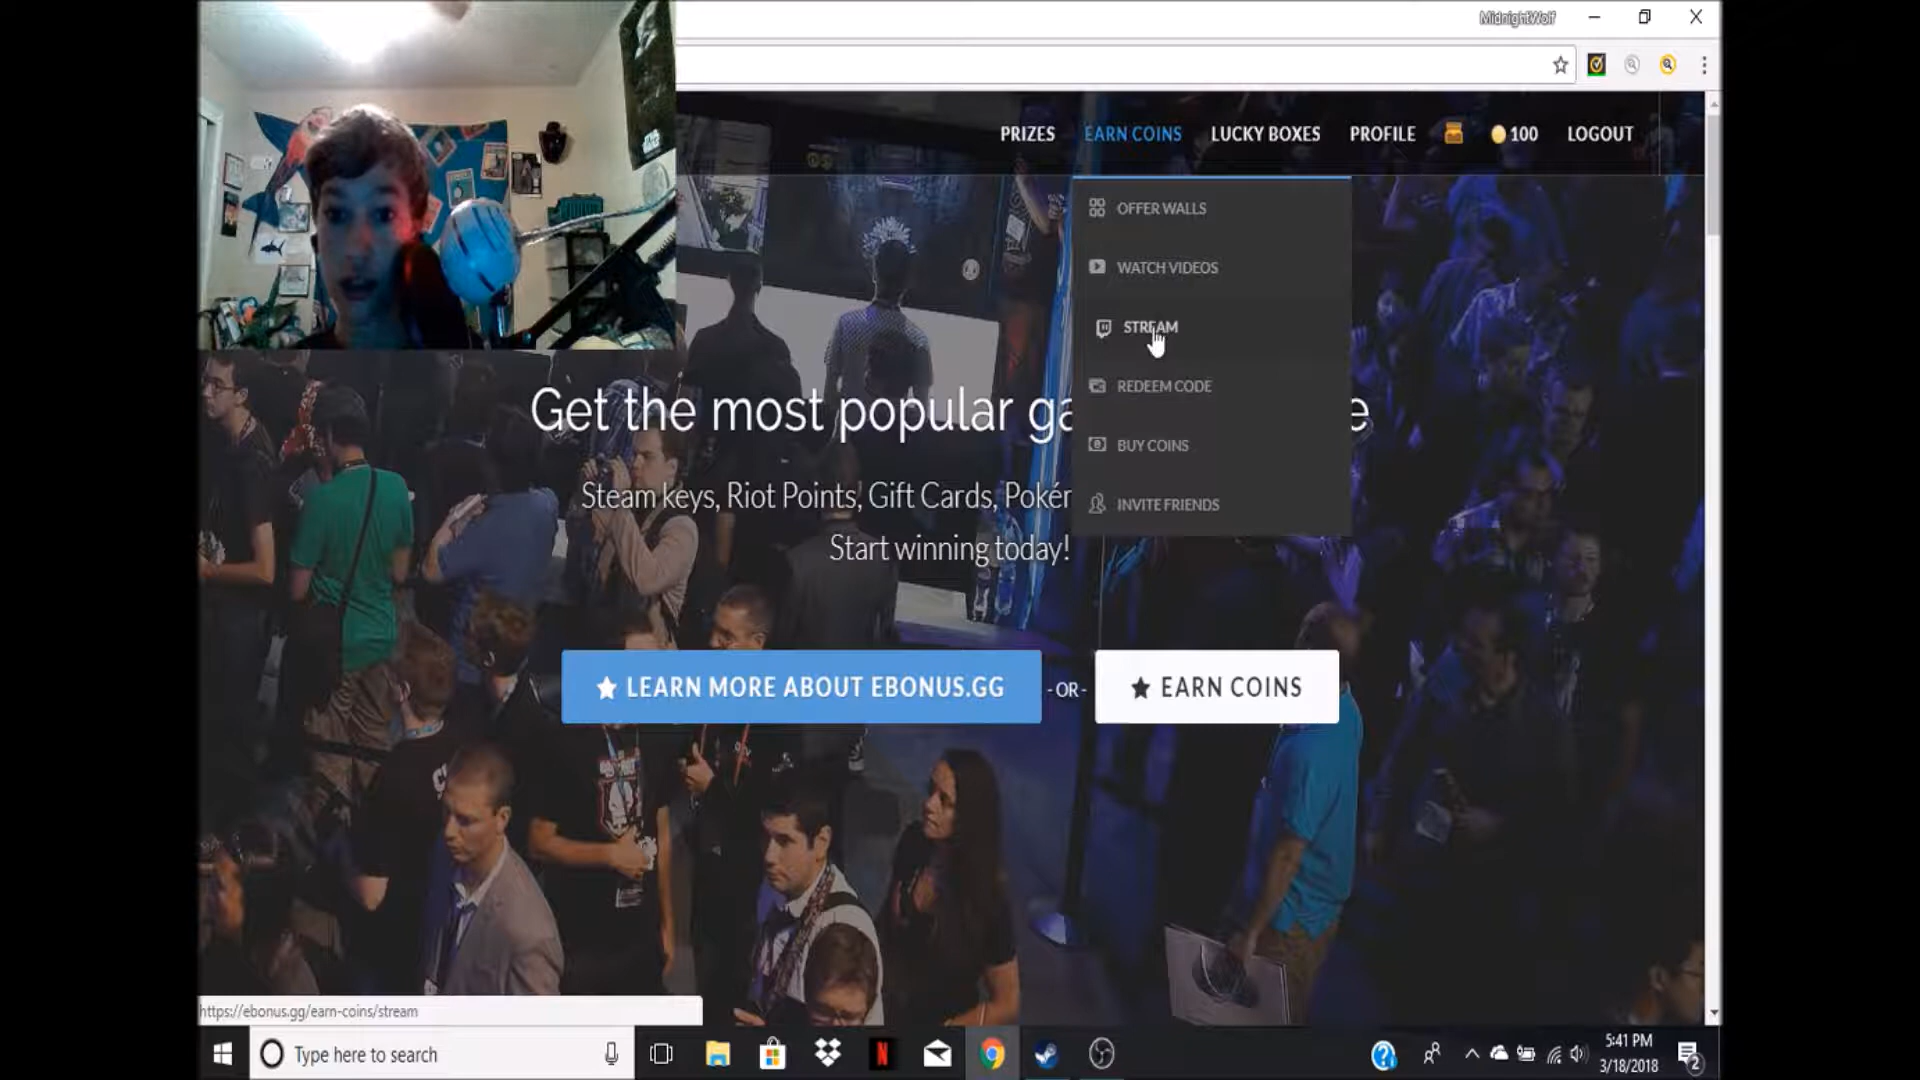 MidnightWolf
PRIZES EARN COINS LUCKY BOXES PROFILE 100 LOGOUT
OFFER WALLS
WATCH VIDEOS
STREAM
REDEEM CODE
BUY COINS
INVITE FRIENDS
Get the most popular ga e
Steam keys, Riot Points, Gift Cards, Pokém
Start winning today!
LEARN MORE ABOUT EBONUS.GG -OR- EARN COINS
https://ebonus.gg/earn-coins/stream
Type here to search
5:41 PM
3/18/2018
2